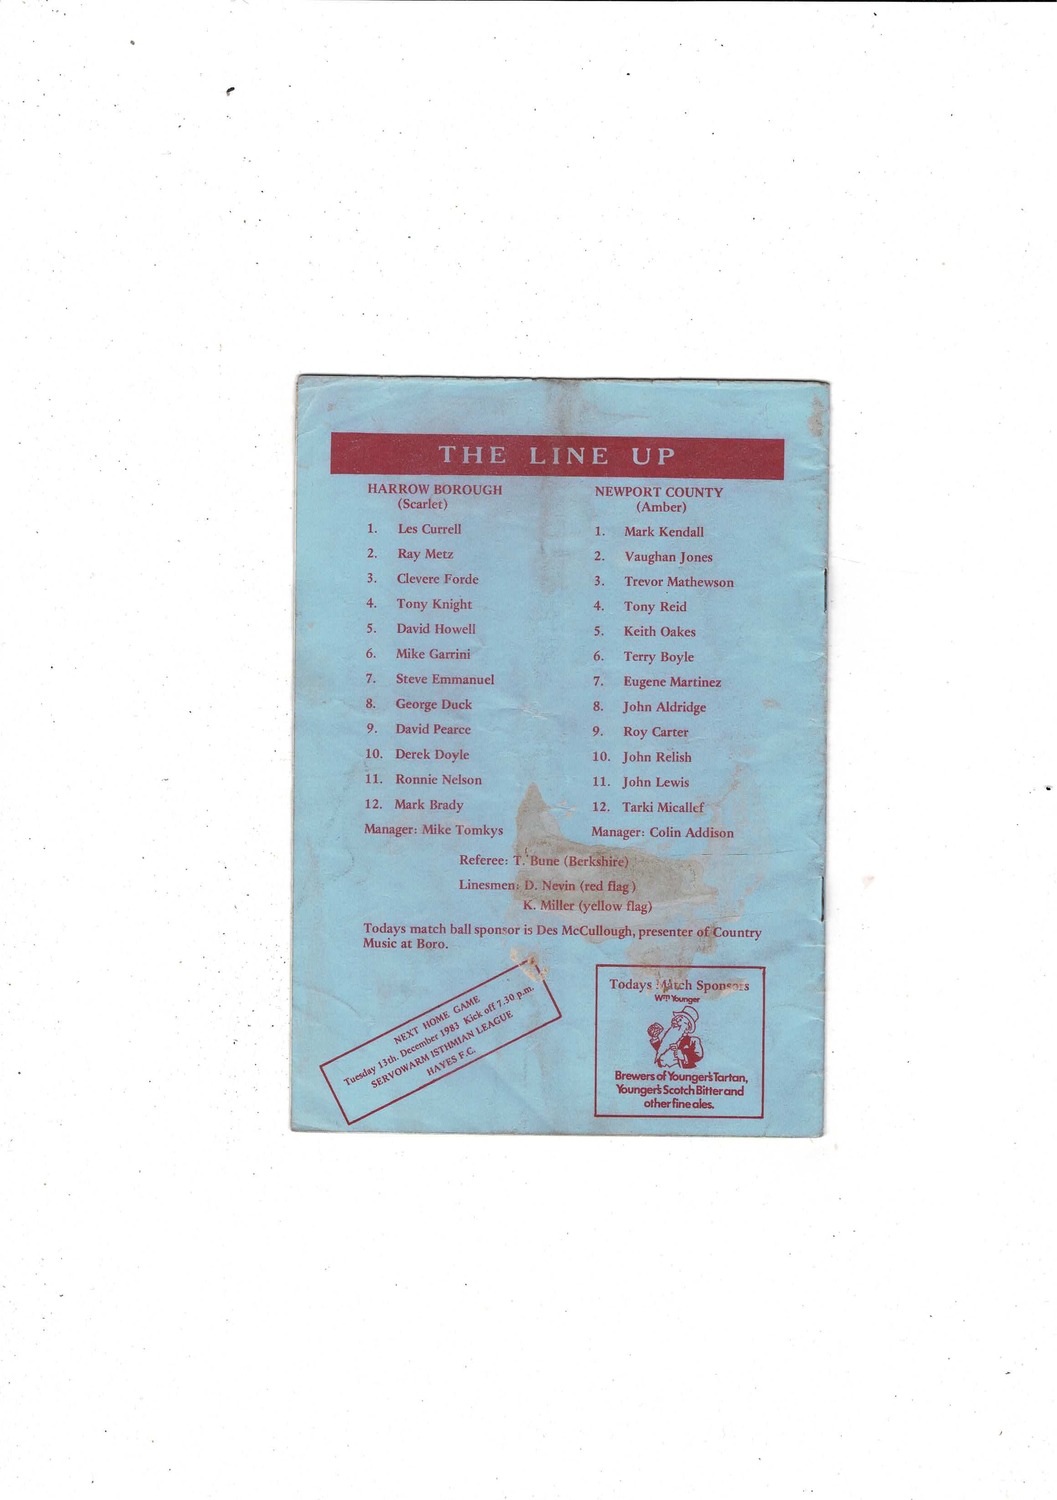 THE LINE UP
HARROW BOROUGH
(Scarlet)
1. Les Currell
2. Ray Metz
3. Clevere Forde
4. Tony Knight
5. David Howell
6. Mike Garrini
7. Steve Emmanuel
8. George Duck
9. David Pearce
10. Derek Doyle
11. Ronnie Nelson
12. Mark Brady
Manager: Mike Tomkys
NEWPORT COUNTY
(Amber)
1. Mark Kendall
2. Vaughan Jones
3. Trevor Mathewson
4. Tony Reid
5. Keith Oakes
6. Terry Boyle
7. Eugene Martinez
8. John Aldridge
9. Roy Carter
10. John Relish
11. John Lewis
12. Tarki Micallef
Manager: Colin Addison
Referee: T. Bune (Berkshire)
Linesmen: D. Nevin (red flag)
K. Miller (yellow flag)
Todays match ball sponsor is Des McCullough, presenter of Country
Music at Boro.
NEXT HOME GAME
Tuesday 13th. December 1983 Kick off 7.30 p.m.
SERVOWARM ISTHMIAN LEAGUE
HAYES F.C.
Todays Match Sponsors
Wm Younger
Brewers of Younger's Tartan,
Younger's Scotch Bitter and
other fine ales.